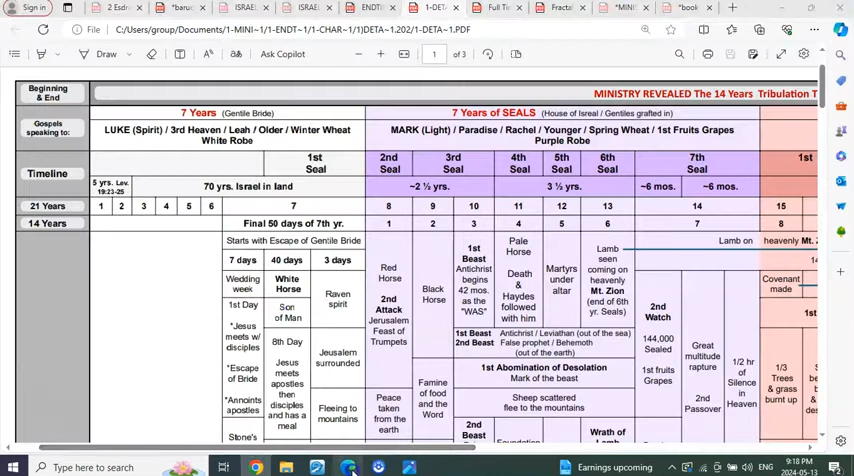 Sign in
2 Esdr
*baruc
ISRAEL
ISRAEL
ENDTI
1-DETA
Full Ti
Fractal
*MINIS
*book
File
C:/Users/group/Documents/1-MINI~1/1-ENDT~1/1-CHAR~1/1)DETA~1.202/1-DETA~1.PDF
Draw
Ask Copilot
1 of 3
Beginning & End
MINISTRY REVEALED The 14 Years Tribulation T
Gospels speaking to:
7 Years (Gentile Bride)
LUKE (Spirit) / 3rd Heaven / Leah / Older / Winter Wheat
White Robe
7 Years of SEALS (House of Isreal / Gentiles grafted in)
MARK (Light) / Paradise / Rachel / Younger / Spring Wheat / 1st Fruits Grapes
Purple Robe
Timeline
1st Seal
2nd Seal
3rd Seal
4th Seal
5th Seal
6th Seal
7th Seal
1st
5 yrs. Lev. 19:23-25
70 yrs. Israel in land
~2 ½ yrs.
3 ½ yrs.
~6 mos.
~6 mos.
21 Years
1 2 3 4 5 6 7 8 9 10 11 12 13 14 15
14 Years
Final 50 days of 7th yr.
1 2 3 4 5 6 7 8
Starts with Escape of Gentile Bride
7 days
40 days
3 days
Wedding week
1st Day
*Jesus meets w/ disciples
*Escape of Bride
*Annoints apostles
Stone's
White Horse
Son of Man
8th Day
Jesus meets apostles then disciples and has a meal
Raven spirit
Jeusalem surrounded
Fleeing to mountains
Red Horse
2nd Attack
Jerusalem Feast of Trumpets
Peace taken from the earth
Black Horse
Famine of food and the Word
1st Beast
Antichrist begins 42 mos. as the "WAS"
Pale Horse
Death & Haydes followed with him
Martyrs under altar
Lamb seen coming on heavenly Mt. Zion (end of 6th yr. Seals)
1st Beast Antichrist / Leviathan (out of the sea)
2nd Beast False prophet / Behemoth (out of the earth)
1st Abomination of Desolation
Mark of the beast
Sheep scattered flee to the mountains
2nd Beast
Wrath of Lamb
Lamb on heavenly Mt. Z
14
2nd Watch
144,000 Sealed
1st fruits Grapes
Great multitude rapture
2nd Passover
1/2 hr of Silence in Heaven
Covenant made
1st
1/3 Trees & grass burnt up
Type here to search
Earnings upcoming
ENG
9:18 PM
2024-05-13